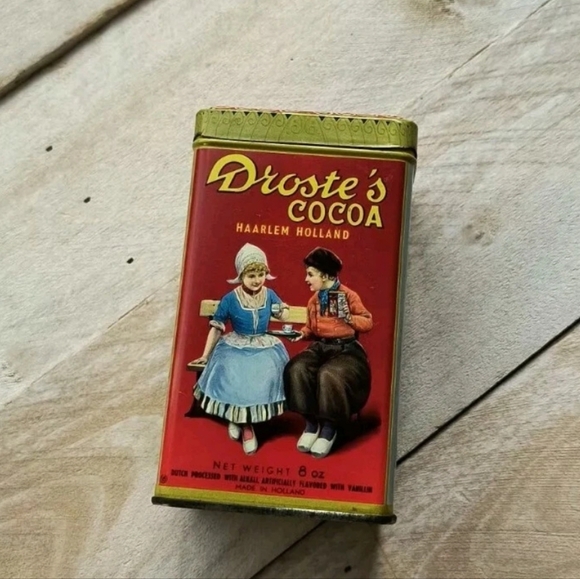 Droste's
COCOA
HAARLEM HOLLAND
NET WEIGHT 8 OZ
DUTCH PROCESSED WITH ALKALI, ARTIFICIALLY FLAVORED WITH VANILLIN
MADE IN HOLLAND